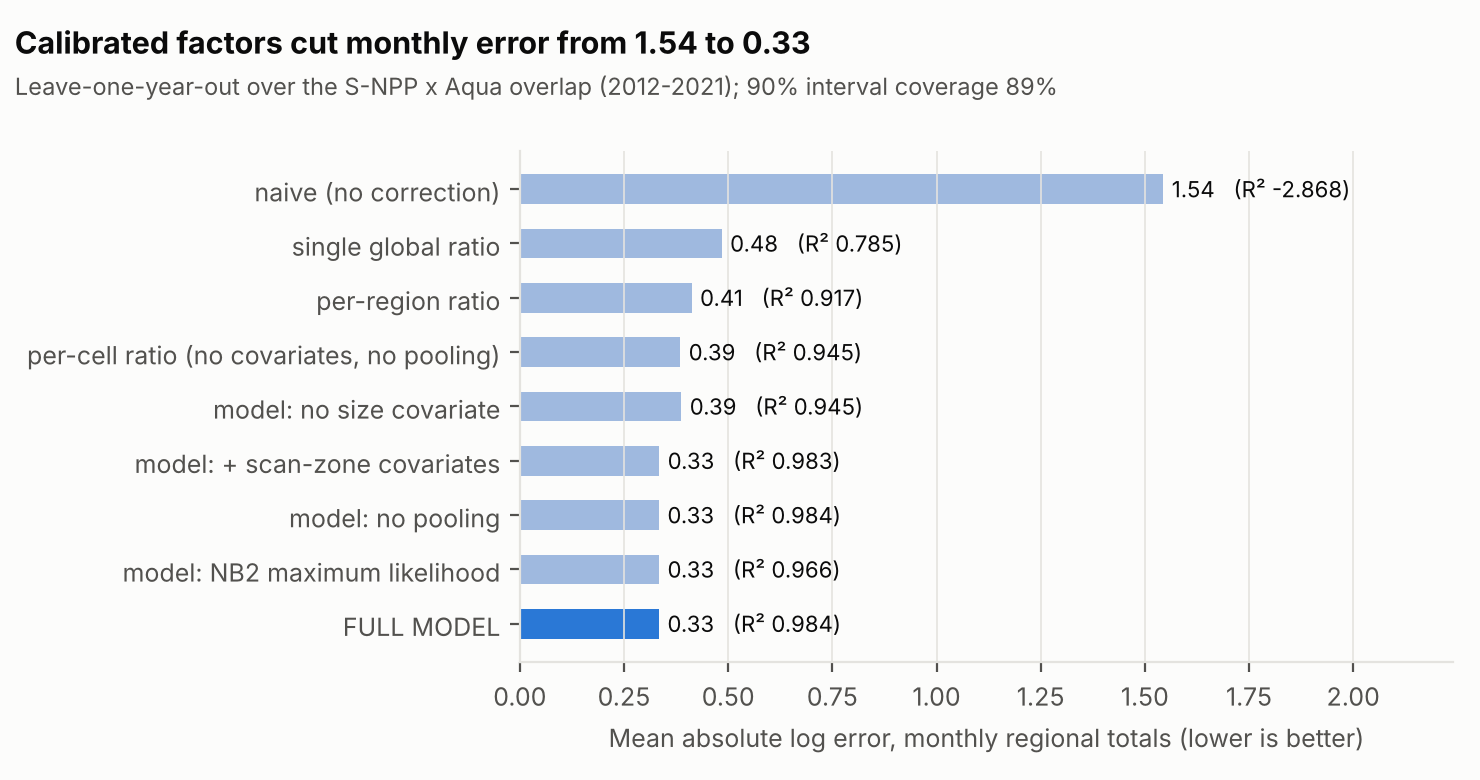 Calibrated factors cut monthly error from 1.54 to 0.33
Leave-one-year-out over the S-NPP x Aqua overlap (2012-2021); 90% interval coverage 89%
naive (no correction) 1.54 (R² -2.868)
single global ratio 0.48 (R² 0.785)
per-region ratio 0.41 (R² 0.917)
per-cell ratio (no covariates, no pooling) 0.39 (R² 0.945)
model: no size covariate 0.39 (R² 0.945)
model: + scan-zone covariates 0.33 (R² 0.983)
model: no pooling 0.33 (R² 0.984)
model: NB2 maximum likelihood 0.33 (R² 0.966)
FULL MODEL 0.33 (R² 0.984)
0.00 0.25 0.50 0.75 1.00 1.25 1.50 1.75 2.00
Mean absolute log error, monthly regional totals (lower is better)